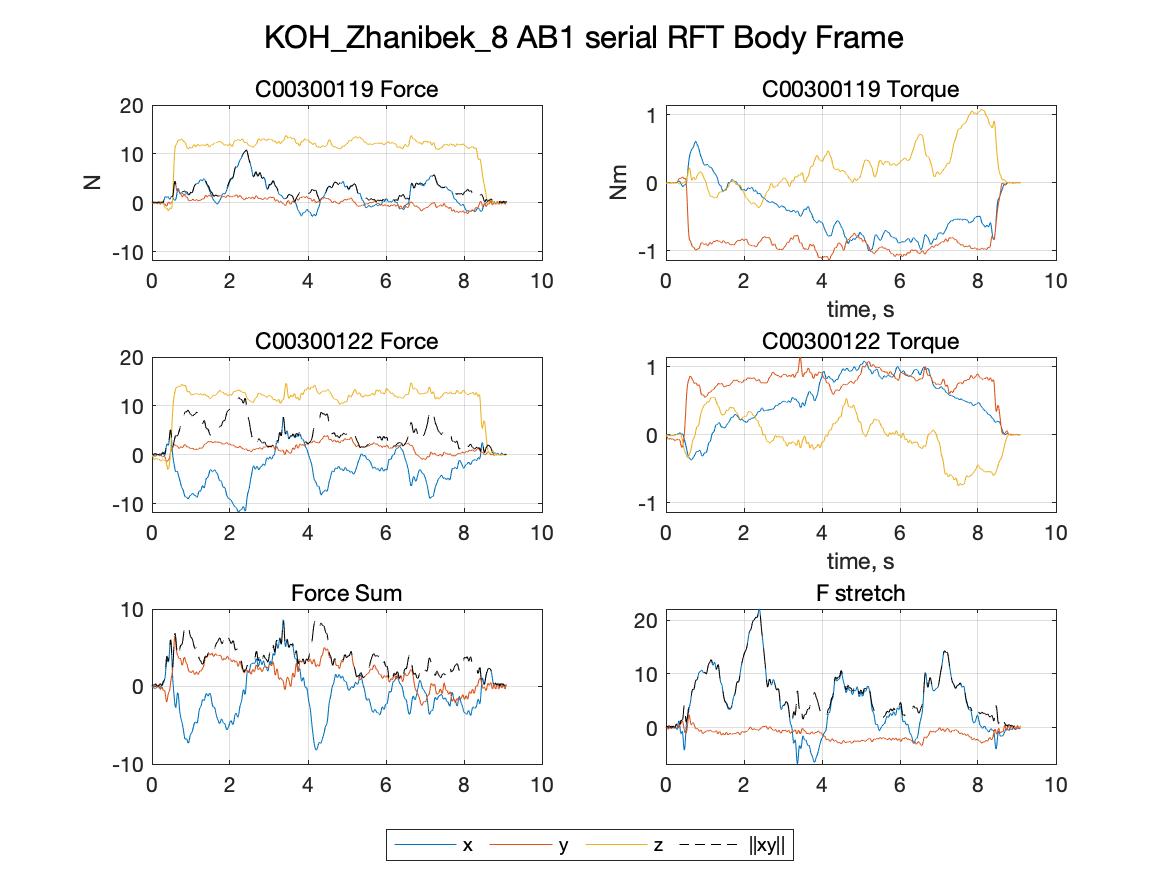 KOH_Zhanibek_8 AB1 serial RFT Body Frame
C00300119 Force
20
10
0
-10
N
0 2 4 6 8 10
C00300119 Torque
1
0
-1
Nm
0 2 4 6 8 10
time, s
C00300122 Force
20
10
0
-10
0 2 4 6 8 10
C00300122 Torque
1
0
-1
0 2 4 6 8 10
time, s
Force Sum
10
0
-10
0 2 4 6 8 10
F stretch
20
10
0
0 2 4 6 8 10
x y z ||xy||